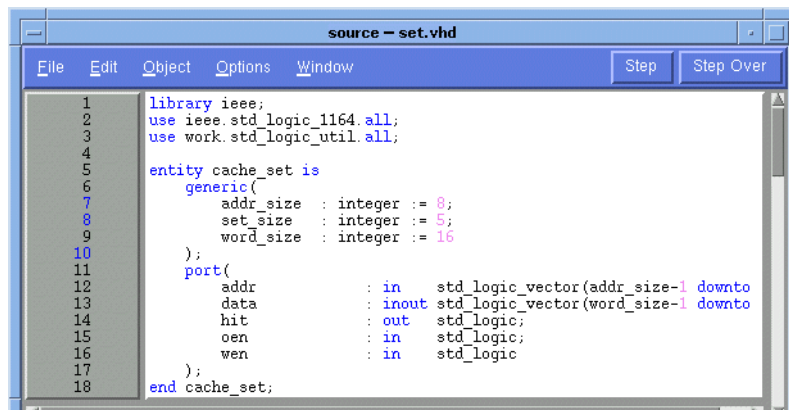 source – set.vhd
File Edit Object Options Window Step Step Over
1 library ieee;
2 use ieee.std_logic_1164.all;
3 use work.std_logic_util.all;
4
5 entity cache_set is
6 generic(
7 addr_size : integer := 8;
8 set_size : integer := 5;
9 word_size : integer := 16
10 );
11 port(
12 addr : in std_logic_vector(addr_size-1 downto
13 data : inout std_logic_vector(word_size-1 downto
14 hit : out std_logic;
15 oen : in std_logic;
16 wen : in std_logic
17 );
18 end cache_set;